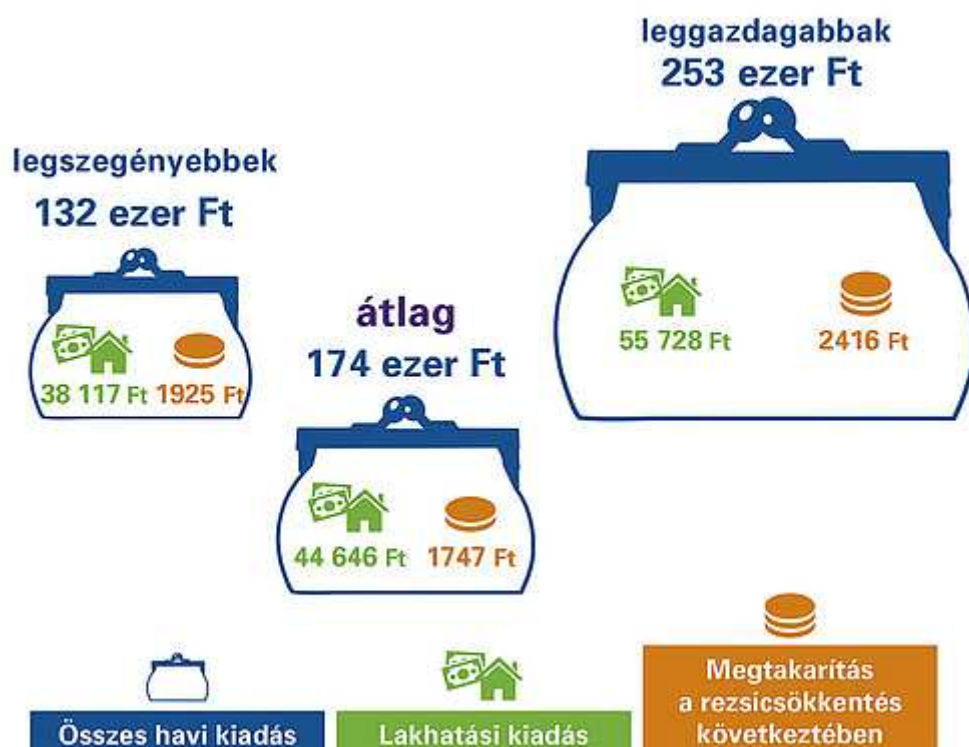 leggazdagabbak
253 ezer Ft
legszegényebbek
132 ezer Ft
átlag
174 ezer Ft
55 728 Ft
2416 Ft
38 117 Ft 1925 Ft
44 646 Ft
1747 Ft
Összes havi kiadás
Lakhatási kiadás
Megtakarítás
a rezsicsökkentés
következtében